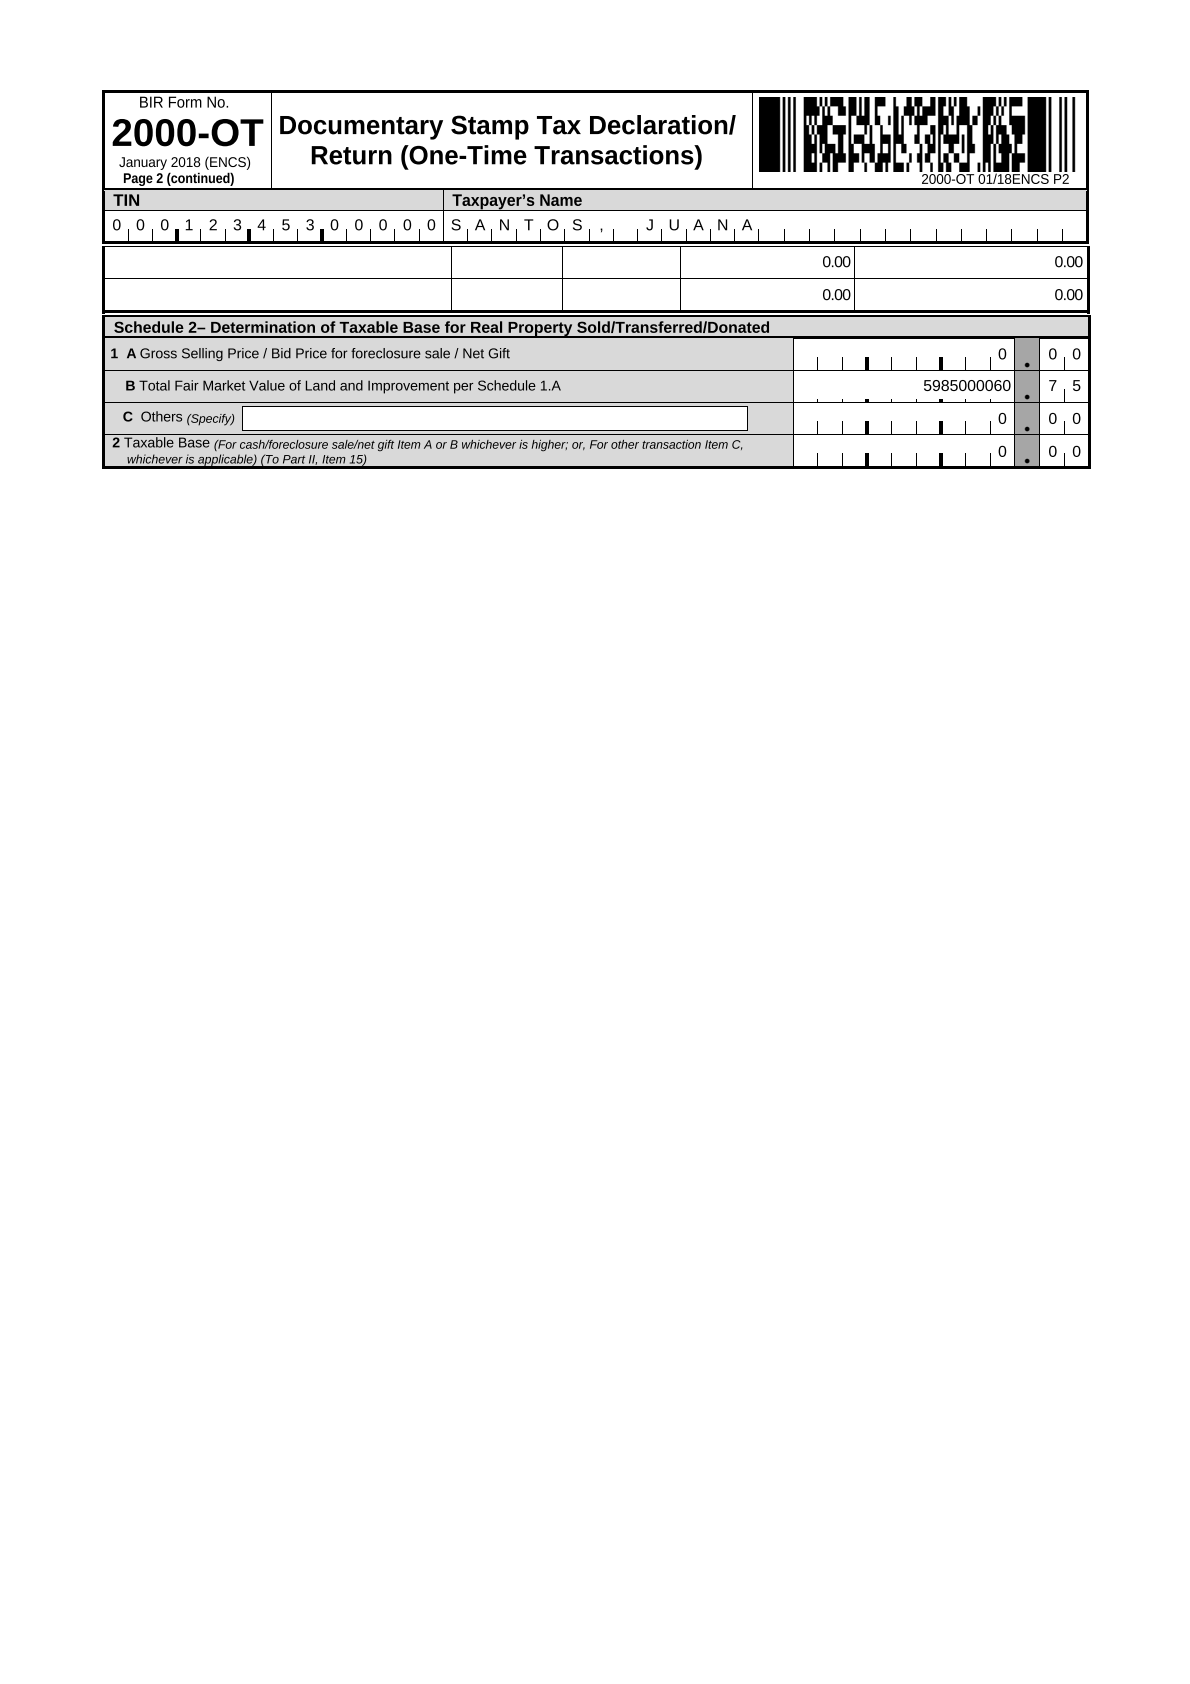 BIR Form No.
2000-OT
January 2018 (ENCS)
Page 2 (continued)
Documentary Stamp Tax Declaration/
Return (One-Time Transactions)
2000-OT 01/18ENCS P2
TIN Taxpayer’s Name
0 0 0 1 2 3 4 5 3 0 0 0 0 0 S A N T O S , J U A N A
0.00 0.00
0.00 0.00
Schedule 2– Determination of Taxable Base for Real Property Sold/Transferred/Donated
1 A Gross Selling Price / Bid Price for foreclosure sale / Net Gift 0 . 0 0
B Total Fair Market Value of Land and Improvement per Schedule 1.A 5985000060 . 7 5
C Others (Specify) 0 . 0 0
2 Taxable Base (For cash/foreclosure sale/net gift Item A or B whichever is higher; or, For other transaction Item C,
whichever is applicable) (To Part II, Item 15) 0 . 0 0